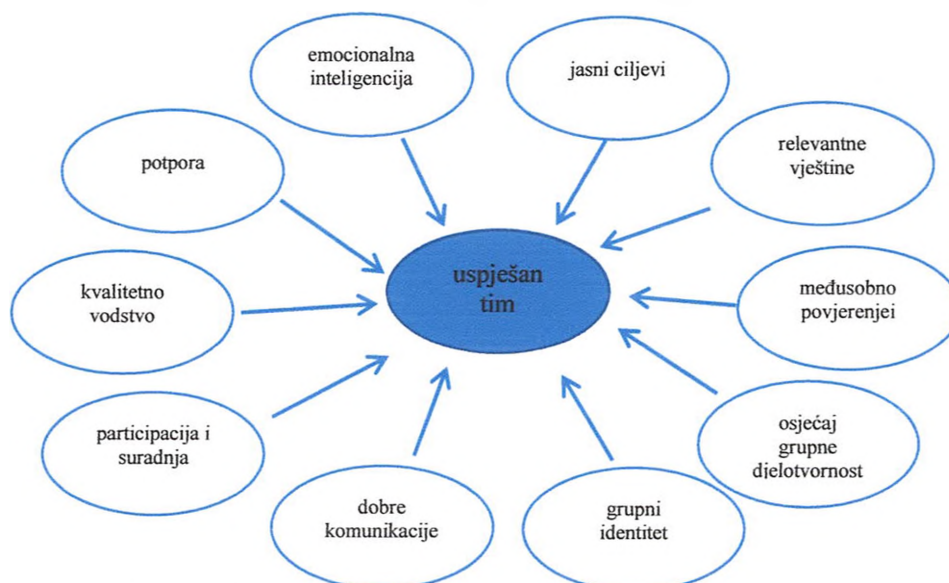 emocionalna
inteligencija
jasni ciljevi
relevantne
vještine
potpora
uspješan
tim
kvalitetno
vodstvo
međusobno
povjerenjei
participacija i
suradnja
osjećaj
grupne
djelotvornost
dobre
komunikacije
grupni
identitet